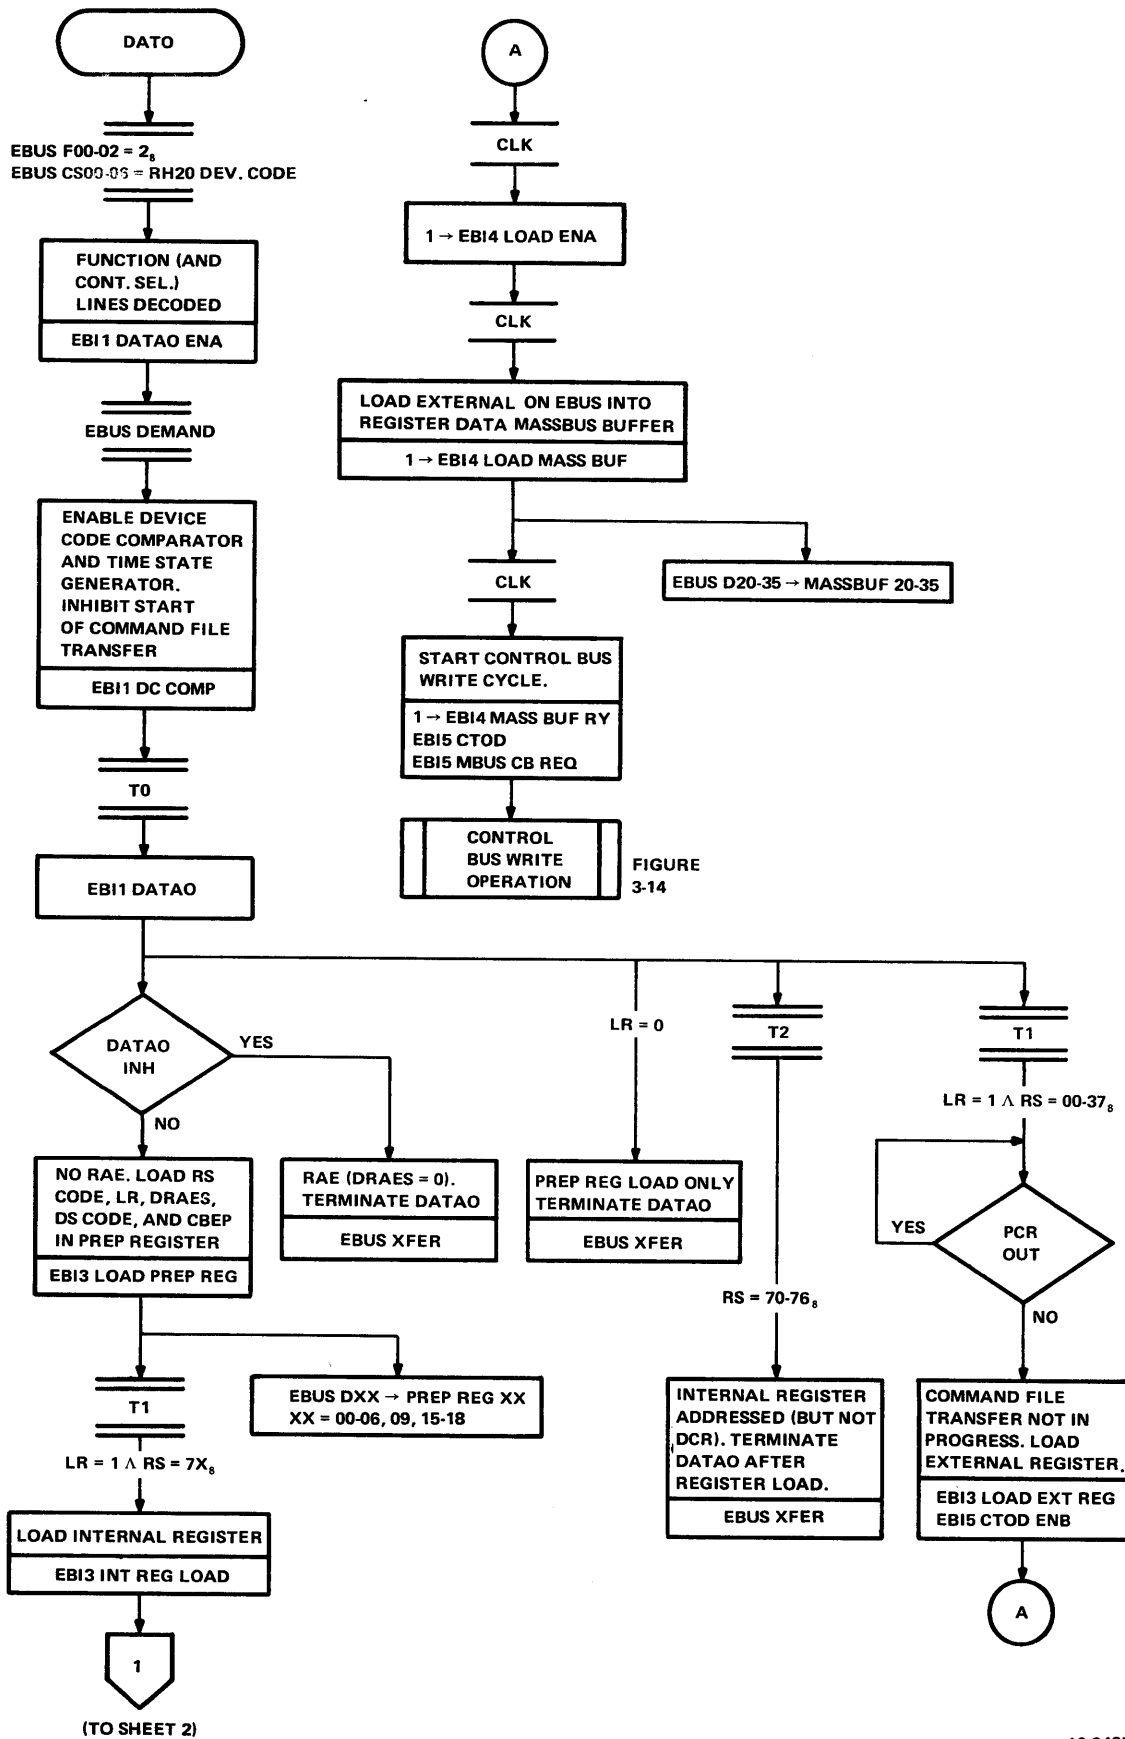 DATO
EBUS F00-02 = 2₈
EBUS CS00-06 = RH20 DEV. CODE
FUNCTION (AND
CONT. SEL.)
LINES DECODED
EBI1 DATAO ENA
EBUS DEMAND
ENABLE DEVICE
CODE COMPARATOR
AND TIME STATE
GENERATOR.
INHIBIT START
OF COMMAND FILE
TRANSFER
EBI1 DC COMP
T0
EBI1 DATAO
A
CLK
1 → EBI4 LOAD ENA
CLK
LOAD EXTERNAL ON EBUS INTO
REGISTER DATA MASSBUS BUFFER
1 → EBI4 LOAD MASS BUF
CLK
EBUS D20-35 → MASSBUF 20-35
START CONTROL BUS
WRITE CYCLE.
1 → EBI4 MASS BUF RY
EBI5 CTOD
EBI5 MBUS CB REQ
CONTROL
BUS WRITE
OPERATION
FIGURE
3-14
DATAO
INH
YES
NO
RAE (DRAES = 0).
TERMINATE DATAO
EBUS XFER
NO RAE. LOAD RS
CODE, LR, DRAES,
DS CODE, AND CBEP
IN PREP REGISTER
EBI3 LOAD PREP REG
EBUS DXX → PREP REG XX
XX = 00-06, 09, 15-18
T1
LR = 1 Λ RS = 7X₈
LOAD INTERNAL REGISTER
EBI3 INT REG LOAD
1
(TO SHEET 2)
LR = 0
PREP REG LOAD ONLY
TERMINATE DATAO
EBUS XFER
T2
RS = 70-76₈
INTERNAL REGISTER
ADDRESSED (BUT NOT
DCR). TERMINATE
DATAO AFTER
REGISTER LOAD.
EBUS XFER
T1
LR = 1 Λ RS = 00-37₈
PCR
OUT
YES
NO
COMMAND FILE
TRANSFER NOT IN
PROGRESS. LOAD
EXTERNAL REGISTER.
EBI3 LOAD EXT REG
EBI5 CTOD ENB
A